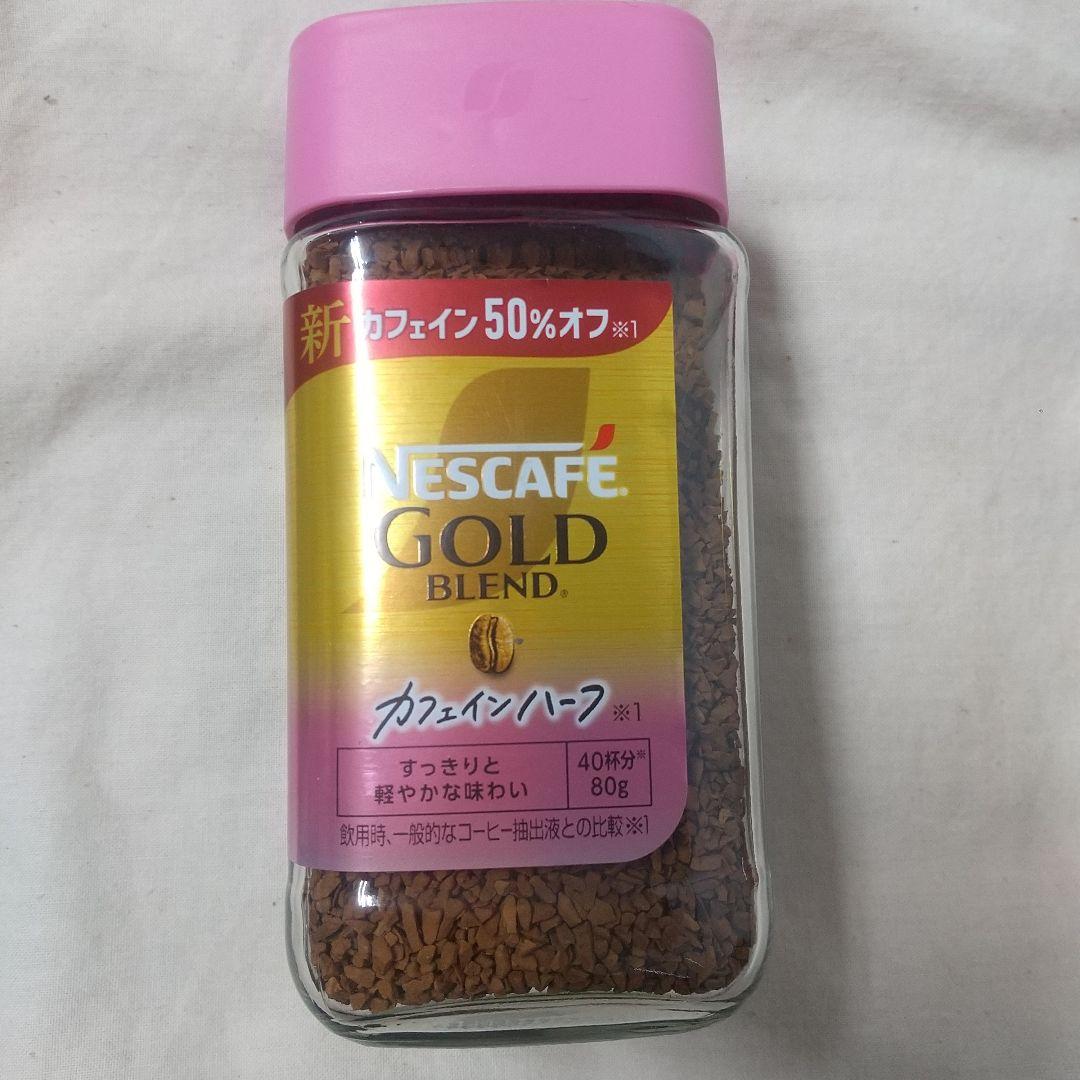 新 カフェイン50%オフ※1
NESCAFÉ®
GOLD
BLEND®
カフェインハーフ ※1
すっきりと
軽やかな味わい
40杯分※
80g
飲用時、一般的なコーヒー抽出液との比較※1